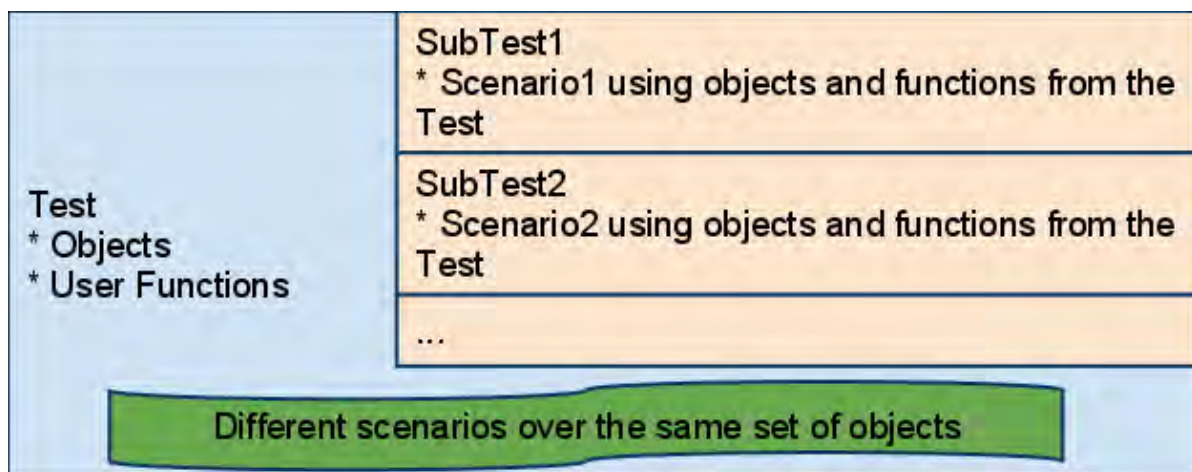 Test
* Objects
* User Functions
SubTest1
* Scenario1 using objects and functions from the
Test
SubTest2
* Scenario2 using objects and functions from the
Test
...
Different scenarios over the same set of objects